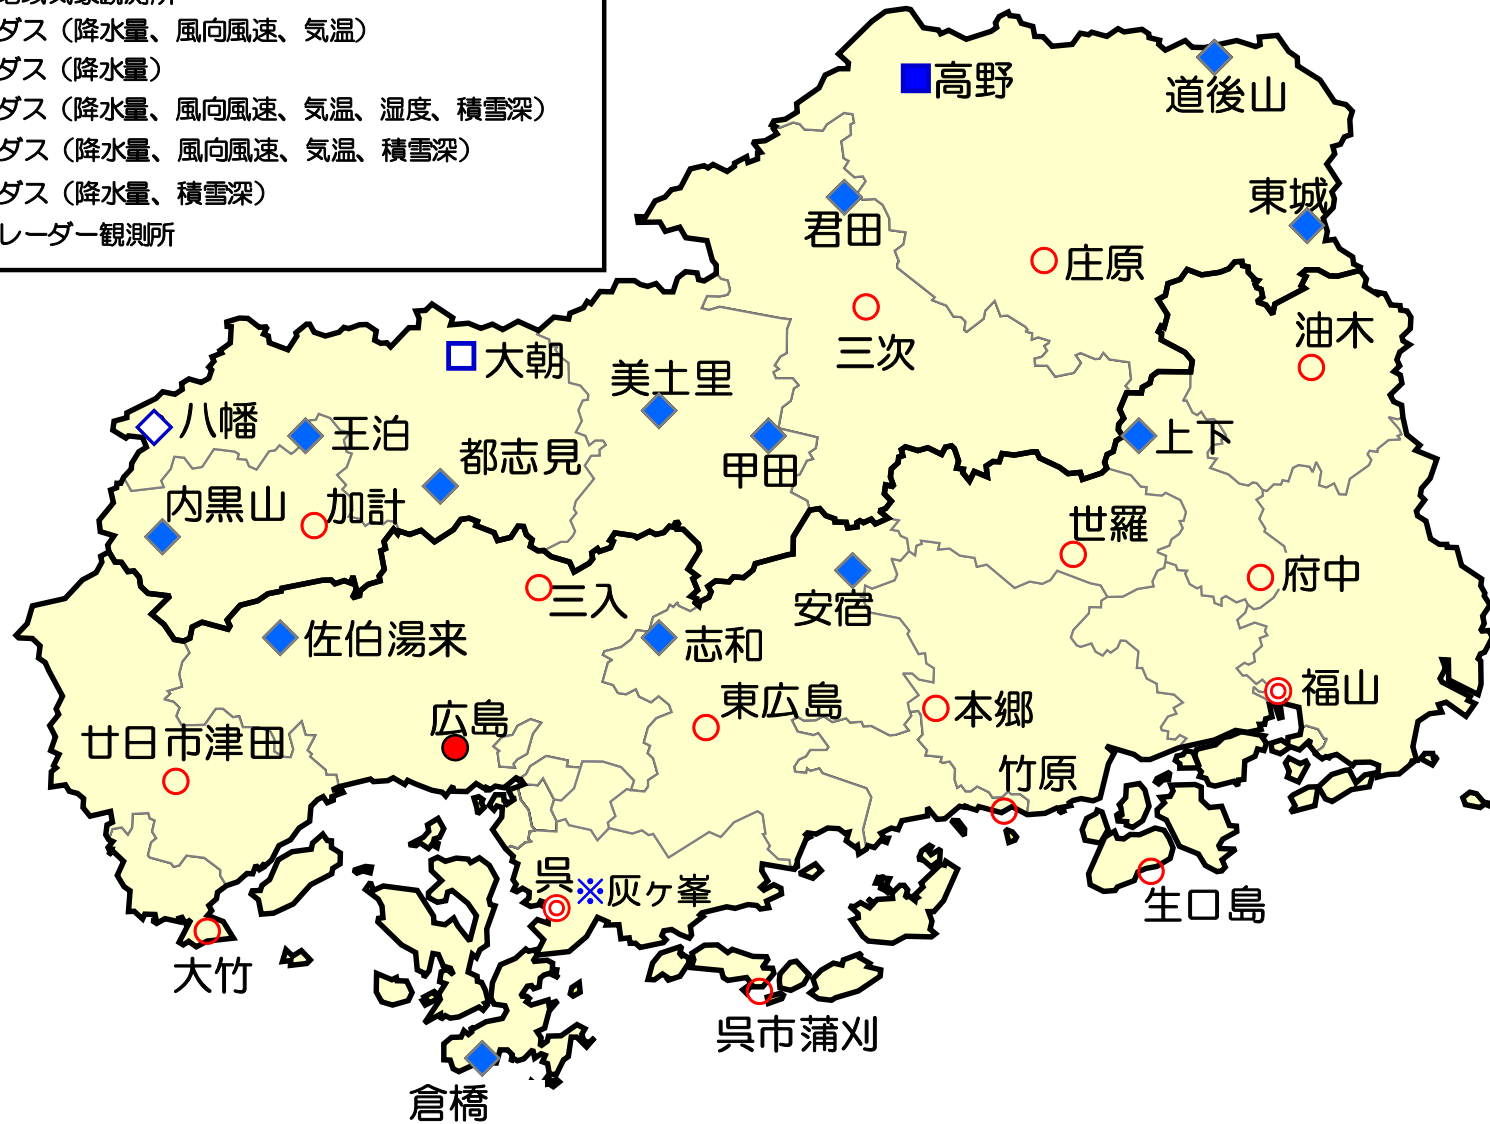 ダス（降水量、風向風速、気温）
ダス（降水量）
ダス（降水量、風向風速、気温、湿度、積雪深）
ダス（降水量、風向風速、気温、積雪深）
ダス（降水量、積雪深）
レーダー観測所
高野
道後山
東城
君田
庄原
三次
油木
大朝
美土里
八幡
王泊
都志見
甲田
上下
内黒山
加計
世羅
府中
三入
安宿
佐伯湯来
志和
東広島
本郷
福山
広島
廿日市津田
竹原
呉
※灰ヶ峯
生口島
大竹
呉市蒲刈
倉橋